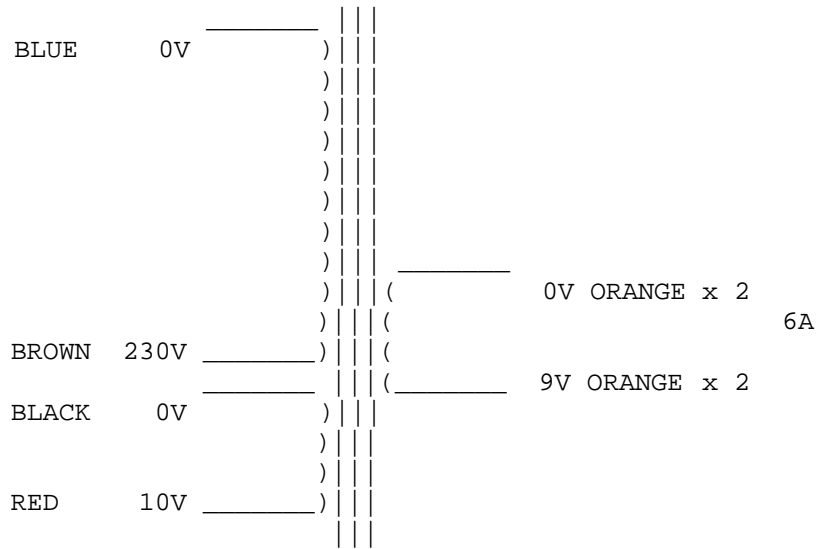 BLUE 0V
0V ORANGE x 2
6A
BROWN 230V
9V ORANGE x 2
BLACK 0V
RED 10V